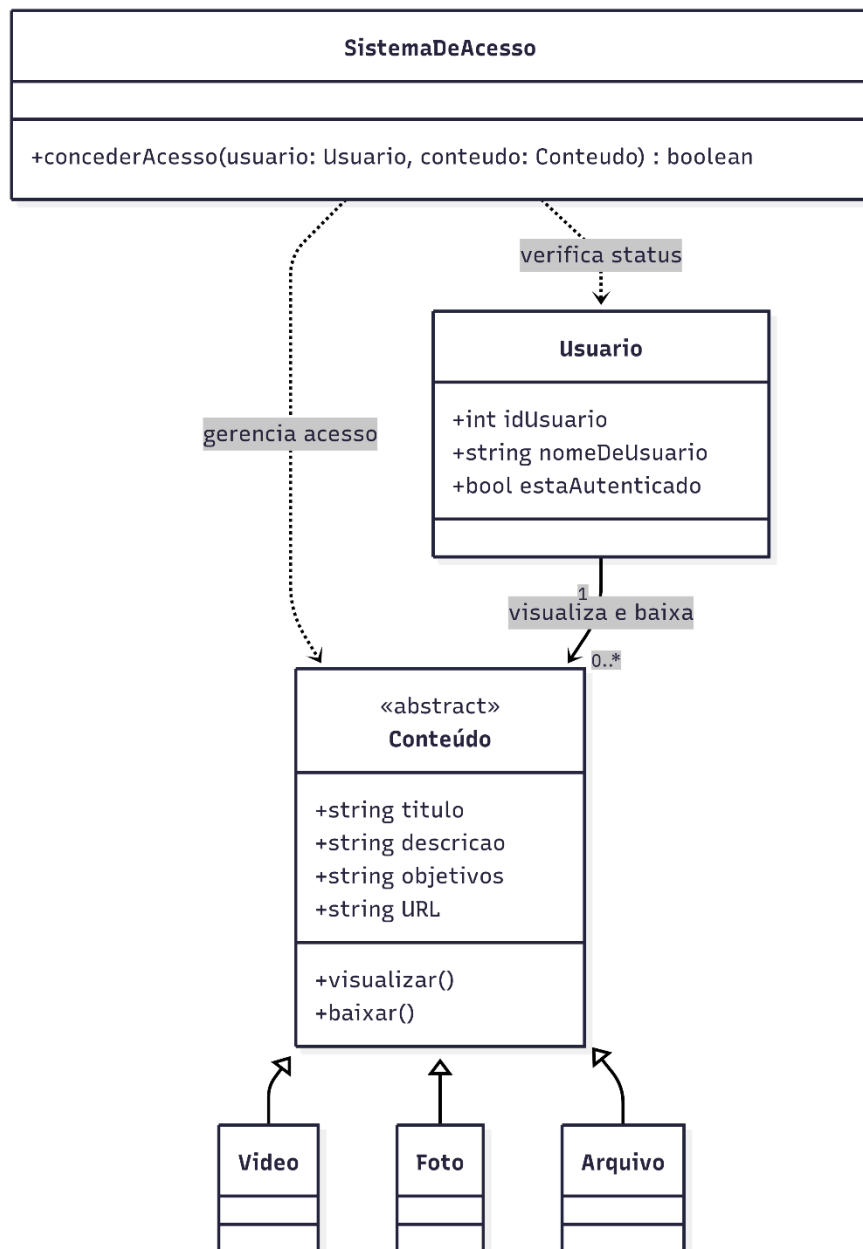 SistemaDeAcesso
+concederAcesso(usuario: Usuario, conteudo: Conteudo) : boolean
verifica status
Usuario
+int idUsuario
+string nomeDeUsuario
+bool estaAutenticado
gerencia acesso
1
visualiza e baixa
0..*
«abstract»
Conteúdo
+string titulo
+string descricao
+string objetivos
+string URL
+visualizar()
+baixar()
Video
Foto
Arquivo